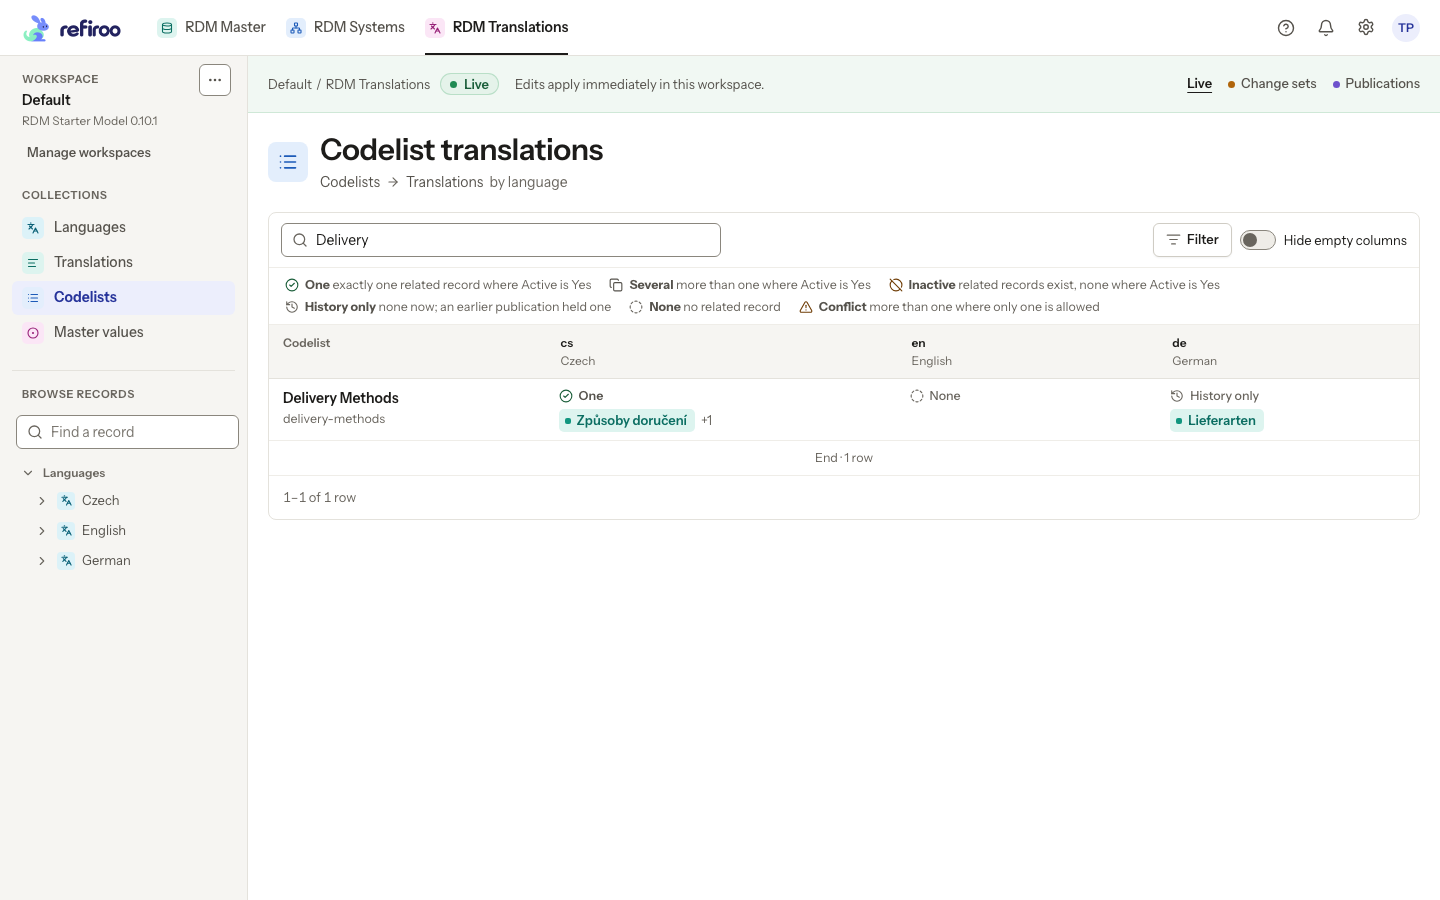 refiroo
RDM Master
RDM Systems
RDM Translations
TP
WORKSPACE
Default
RDM Starter Model 0.10.1
Manage workspaces
COLLECTIONS
Languages
Translations
Codelists
Master values
BROWSE RECORDS
Find a record
Languages
Czech
English
German
Default / RDM Translations
Live
Edits apply immediately in this workspace.
Live
Change sets
Publications
Codelist translations
Codelists → Translations by language
Delivery
Filter
Hide empty columns
One exactly one related record where Active is Yes
Several more than one where Active is Yes
Inactive related records exist, none where Active is Yes
History only none now; an earlier publication held one
None no related record
Conflict more than one where only one is allowed
Codelist
cs
Czech
en
English
de
German
Delivery Methods
delivery-methods
One
Způsoby doručení +1
None
History only
Lieferarten
End · 1 row
1–1 of 1 row